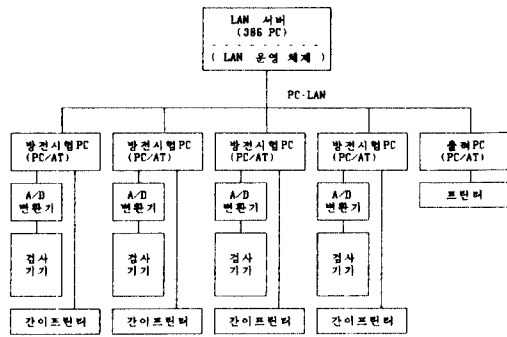 LAN 서버
(386 PC)
( LAN 운영 체제 )
PC-LAN
방전시험PC
(PC/AT)
방전시험PC
(PC/AT)
방전시험PC
(PC/AT)
방전시험PC
(PC/AT)
출력PC
(PC/AT)
A/D
변환기
A/D
변환기
A/D
변환기
A/D
변환기
프린터
검사
기기
검사
기기
검사
기기
검사
기기
간이프린터
간이프린터
간이프린터
간이프린터